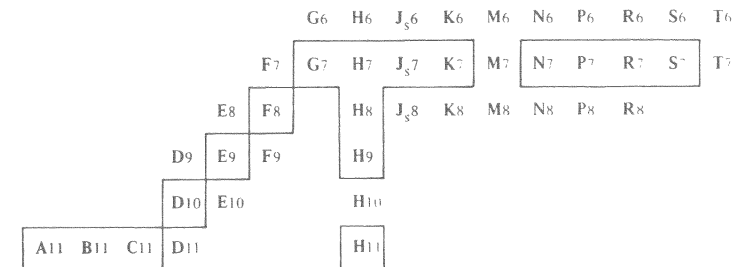 G6 H6 Js6 K6 M6 N6 P6 R6 S6 T6
F7 G7 H7 Js7 K7 M7 N7 P7 R7 S7 T7
E8 F8 H8 Js8 K8 M8 N8 P8 R8
D9 E9 F9 H9
D10 E10 H10
A11 B11 C11 D11 H11